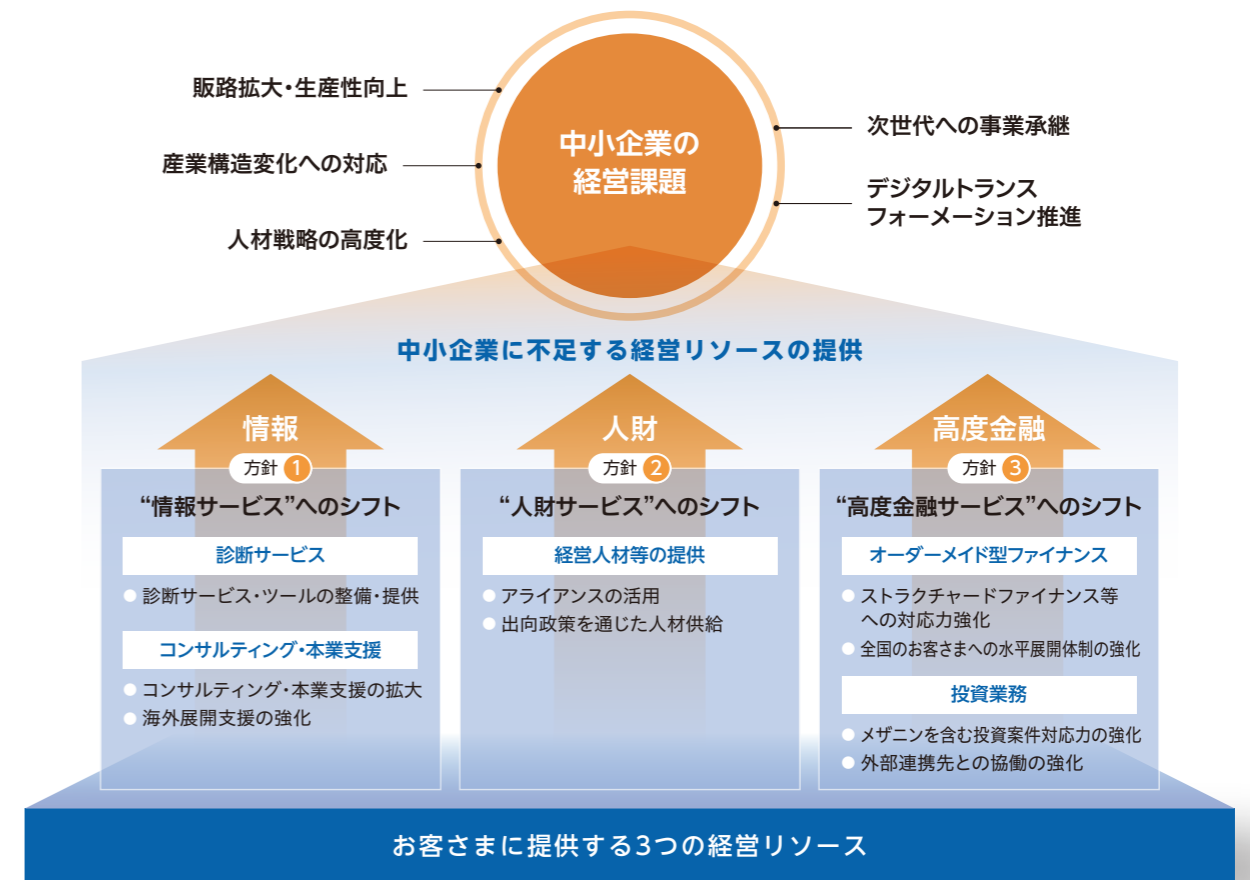 販路拡大・生産性向上
産業構造変化への対応
人材戦略の高度化
中小企業の
経営課題
次世代への事業承継
デジタルトランス
フォーメーション推進
中小企業に不足する経営リソースの提供
情報
方針 1
“情報サービス”へのシフト
診断サービス
診断サービス・ツールの整備・提供
コンサルティング・本業支援
コンサルティング・本業支援の拡大
海外展開支援の強化
人財
方針 2
“人財サービス”へのシフト
経営人材等の提供
アライアンスの活用
出向政策を通じた人材供給
高度金融
方針 3
“高度金融サービス”へのシフト
オーダーメイド型ファイナンス
ストラクチャードファイナンス等
への対応力強化
全国のお客さまへの水平展開体制の強化
投資業務
メザニンを含む投資案件対応力の強化
外部連携先との協働の強化
お客さまに提供する3つの経営リソース